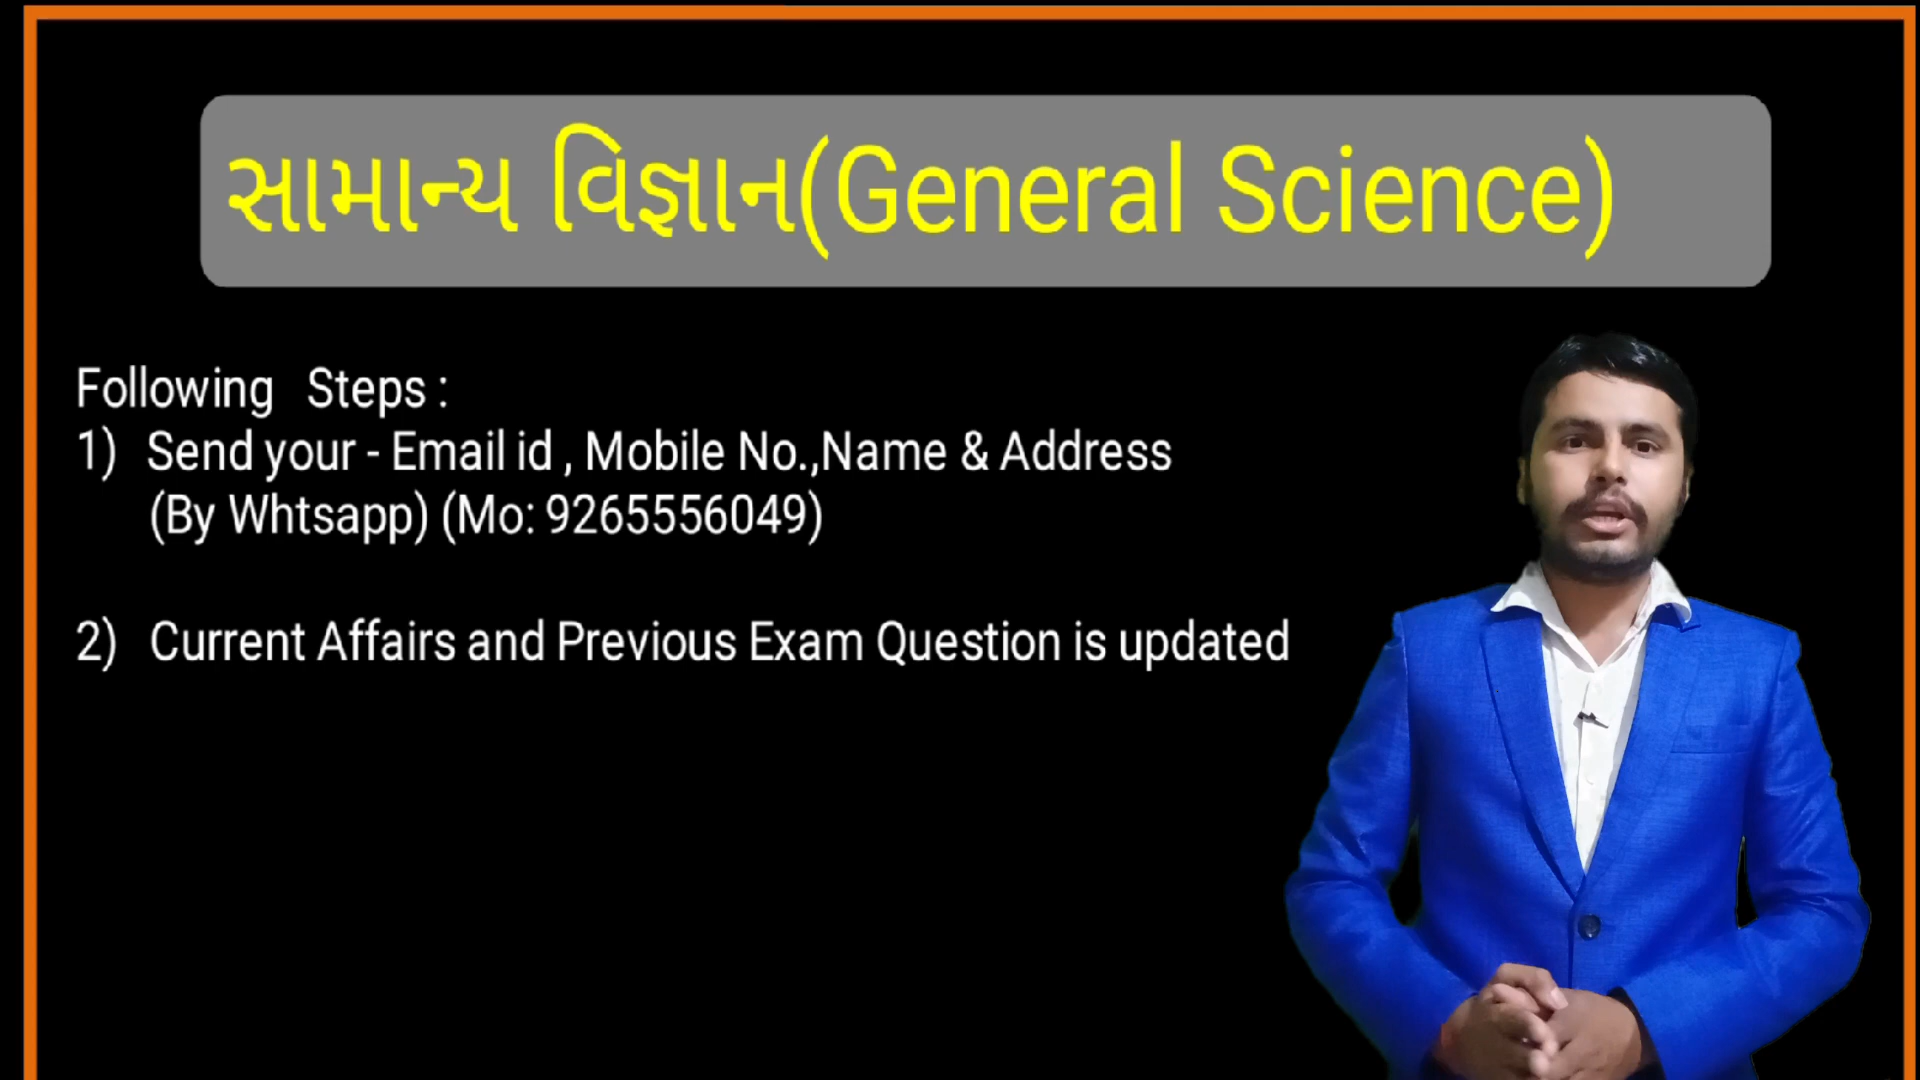 સામાન્ય વિજ્ઞાન(General Science)
Following Steps :
1) Send your - Email id , Mobile No.,Name & Address
(By Whtsapp) (Mo: 9265556049)
2) Current Affairs and Previous Exam Question is updated